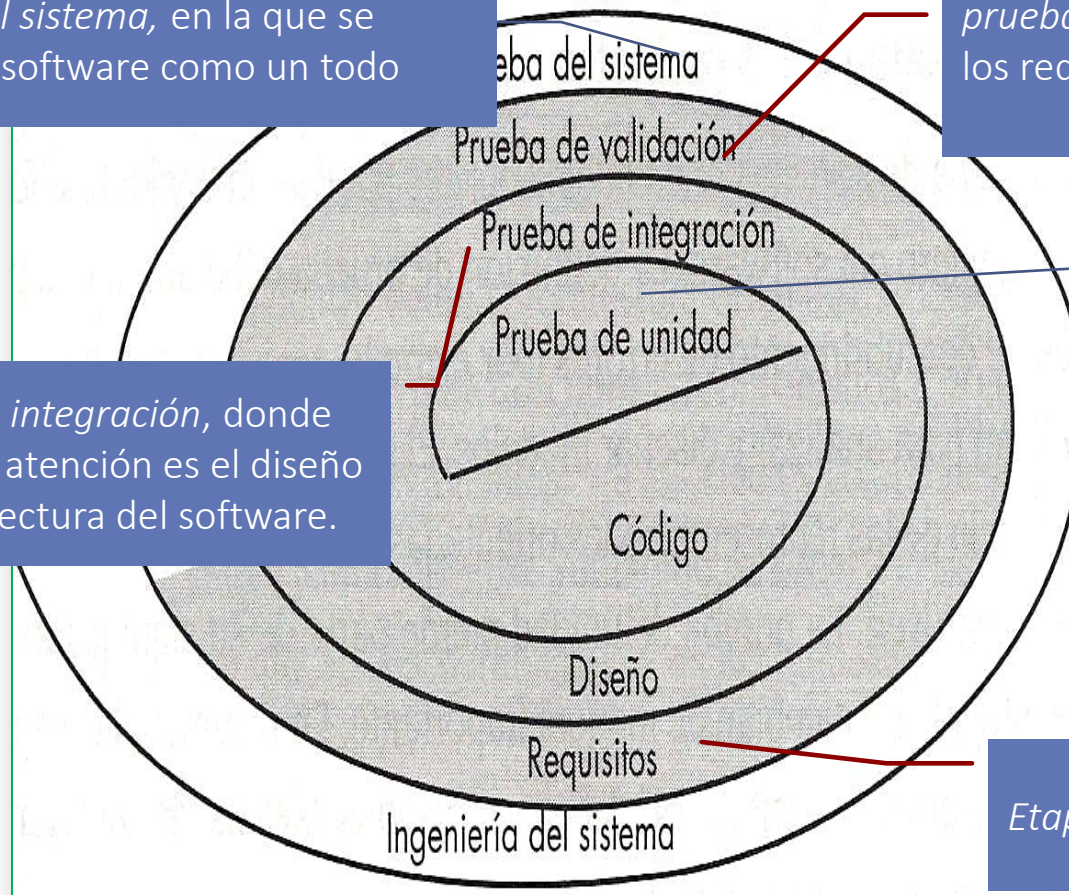 l sistema, en la que se
software como un todo
prueba
los rec
eba del sistema
Prueba de validación
Prueba de integración
Prueba de unidad
integración, donde
atención es el diseño
ectura del software.
Código
Diseño
Requisitos
Ingeniería del sistema
Etap